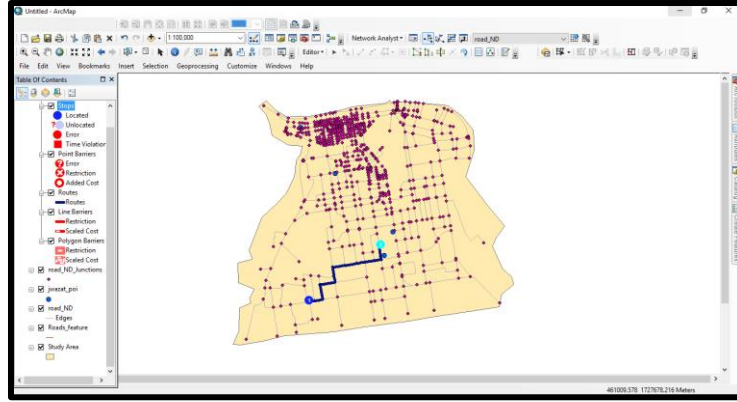 Untitled - ArcMap
1:100,000
Network Analyst
road_ND
Editor
File Edit View Bookmarks Insert Selection Geoprocessing Customize Windows Help
Table Of Contents
Stops
Located
Unlocated
Error
Time Violation
Point Barriers
Error
Restriction
Added Cost
Routes
Routes
Line Barriers
Restriction
Scaled Cost
Polygon Barriers
Restriction
Scaled Cost
road_ND_Junctions
jwazat_poi
road_ND
Edges
Roads_feature
Study Area
1
461009.578 1727678.216 Meters